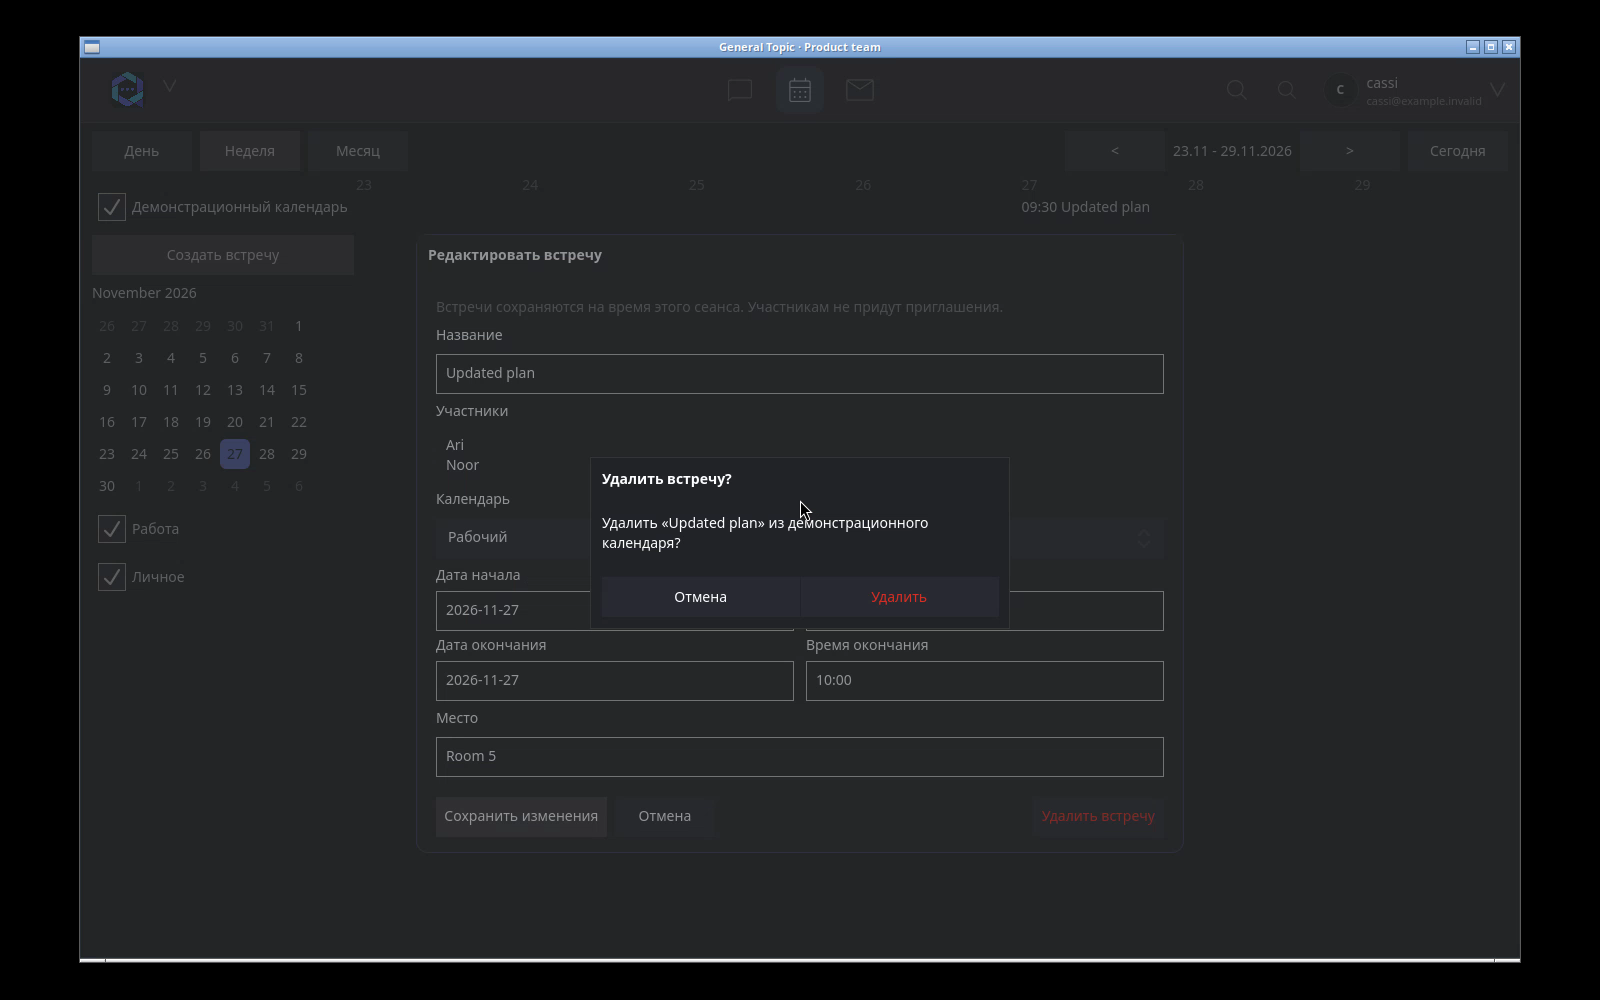 General Topic · Product team
C
cassi
cassi@example.invalid
День
Неделя
Месяц
<
23.11 - 29.11.2026
>
Сегодня
23 24 25 26 27 28 29
Демонстрационный календарь
09:30 Updated plan
Создать встречу
November 2026
26 27 28 29 30 31 1
2 3 4 5 6 7 8
9 10 11 12 13 14 15
16 17 18 19 20 21 22
23 24 25 26 27 28 29
30 1 2 3 4 5 6
Работа
Личное
Редактировать встречу
Встречи сохраняются на время этого сеанса. Участникам не придут приглашения.
Название
Updated plan
Участники
Ari
Noor
Календарь
Рабочий
Дата начала
2026-11-27
Дата окончания
Время окончания
2026-11-27
10:00
Место
Room 5
Сохранить изменения
Отмена
Удалить встречу
Удалить встречу?
Удалить «Updated plan» из демонстрационного
календаря?
Отмена
Удалить